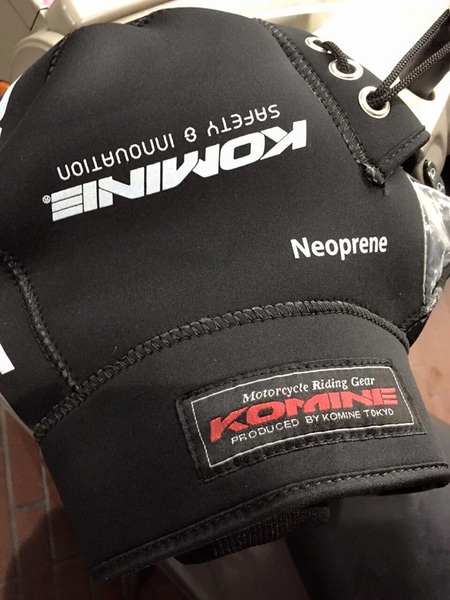 KOMINE®
SAFETY & INNOVATION
Neoprene
Motorcycle Riding Gear
KOMINE
PRODUCED BY KOMINE TOKYO